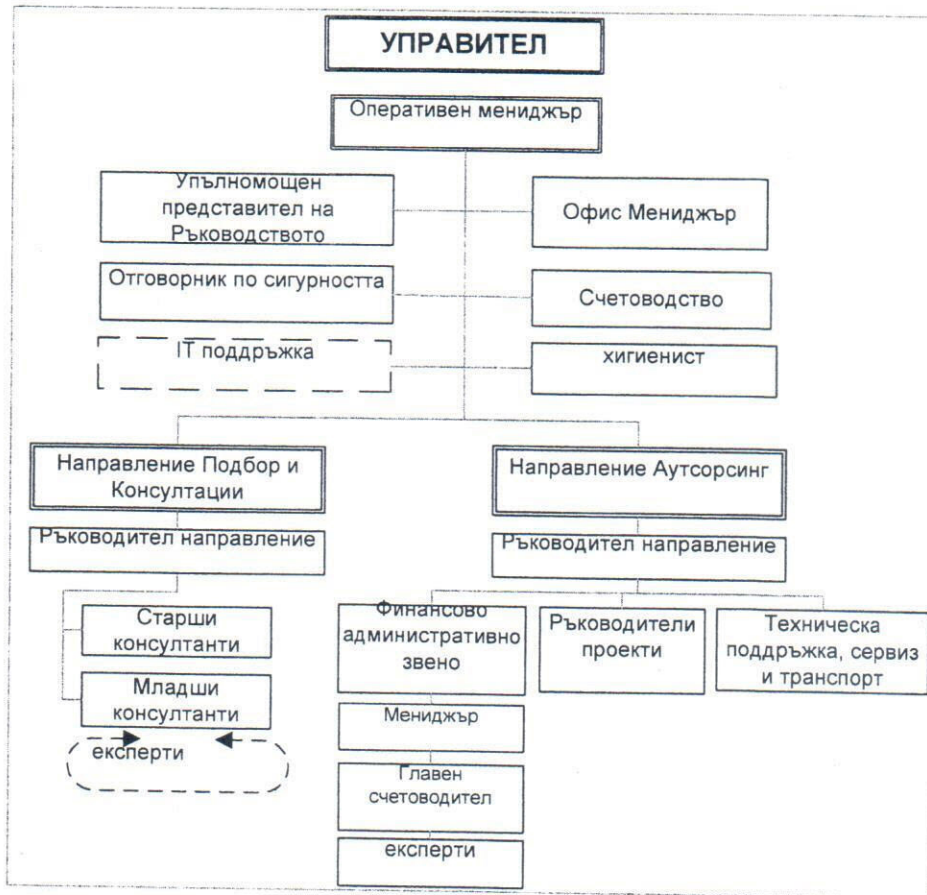 УПРАВИТЕЛ
Оперативен мениджър
Упълномощен
представител на
Ръководството
Офис Мениджър
Отговорник по сигурността
Счетоводство
IT поддръжка
хигиенист
Направление Подбор и
Консултации
Направление Аутсорсинг
Ръководител направление
Ръководител направление
Старши
консултанти
Младши
консултанти
експерти
Финансово
административно
звено
Ръководители
проекти
Техническа
поддръжка, сервиз
и транспорт
Мениджър
Главен
счетоводител
експерти